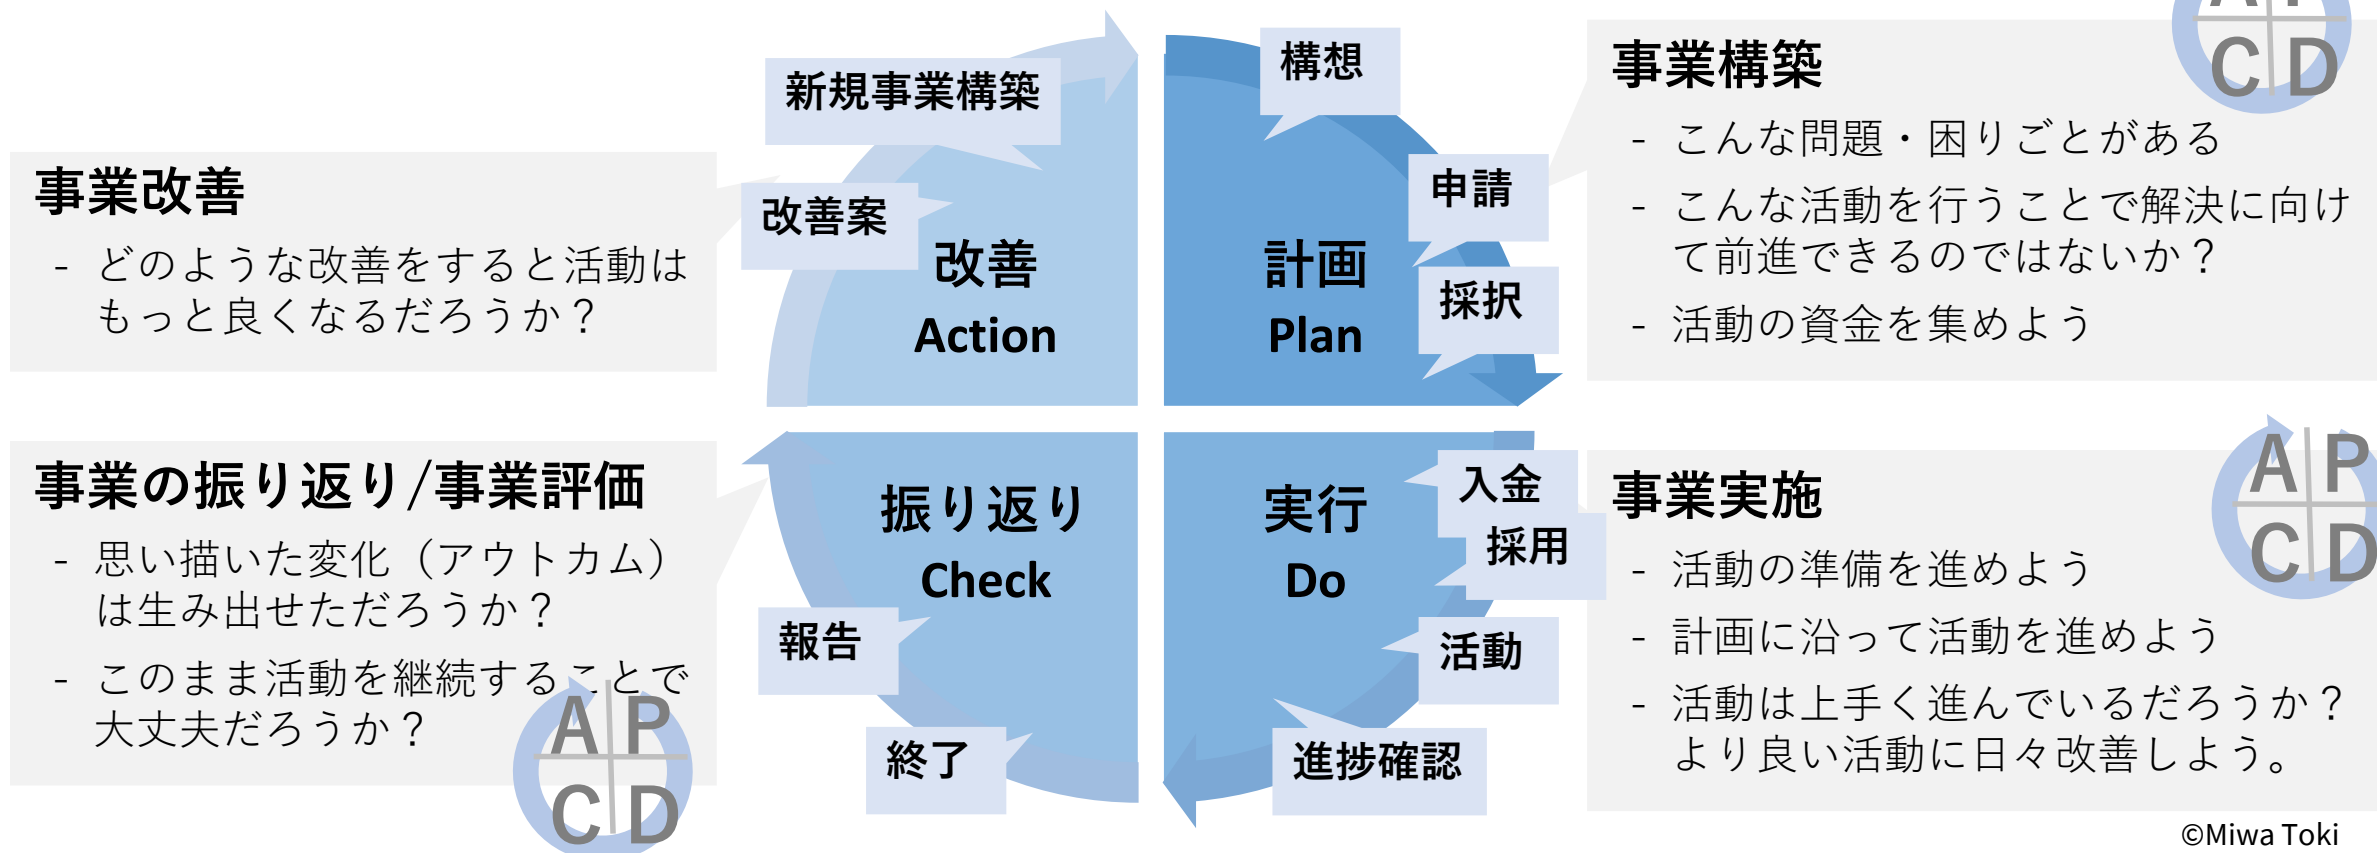 新規事業構築
改善案
改善
Action
構想
申請
採択
計画
Plan
事業構築
- こんな問題・困りごとがある
- こんな活動を行うことで解決に向け
て前進できるのではないか？
- 活動の資金を集めよう
A P
C D
事業改善
- どのような改善をすると活動は
もっと良くなるだろうか？
事業の振り返り/事業評価
- 思い描いた変化（アウトカム）
は生み出せただろうか？
- このまま活動を継続することで
大丈夫だろうか？
A P
C D
振り返り
Check
報告
終了
実行
Do
入金
採用
活動
進捗確認
事業実施
- 活動の準備を進めよう
- 計画に沿って活動を進めよう
- 活動は上手く進んでいるだろうか？
より良い活動に日々改善しよう。
A P
C D
©Miwa Toki